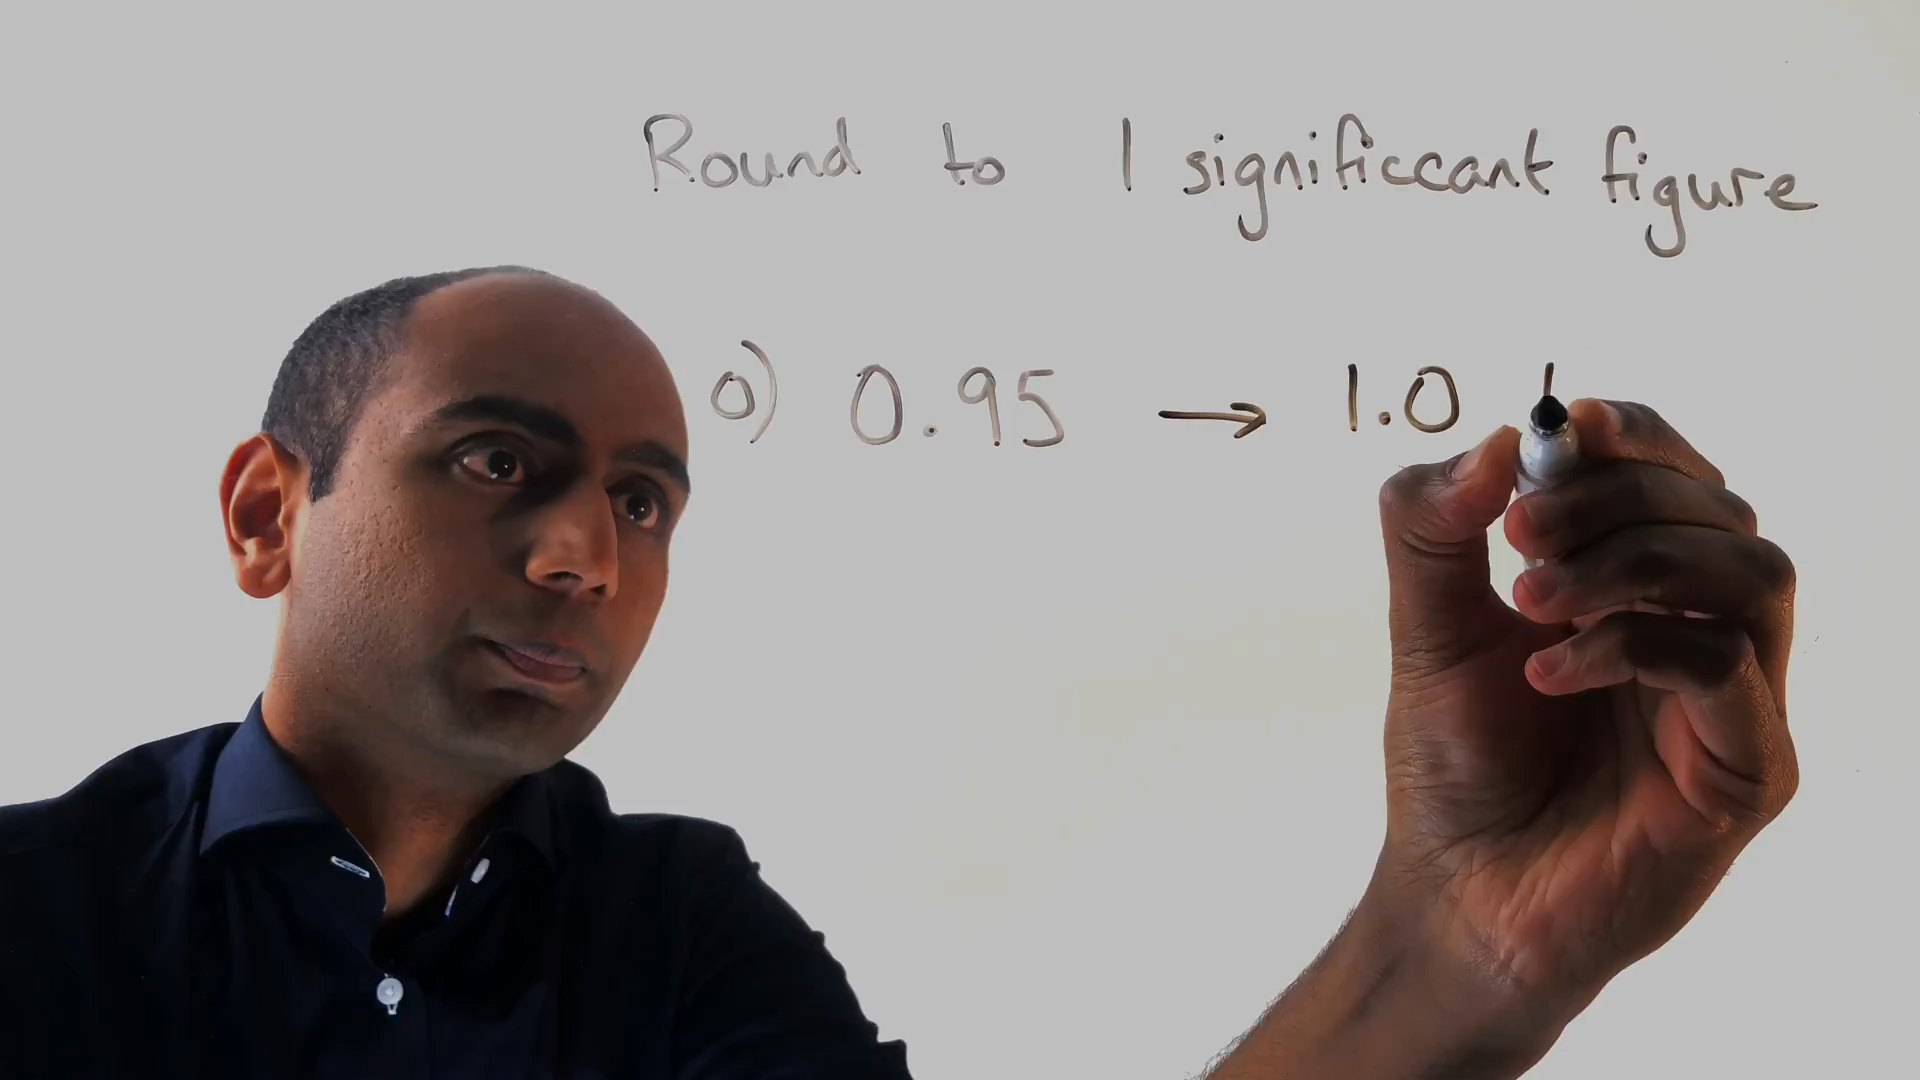 Round to 1 significcant figure
o) 0.95 → 1.0